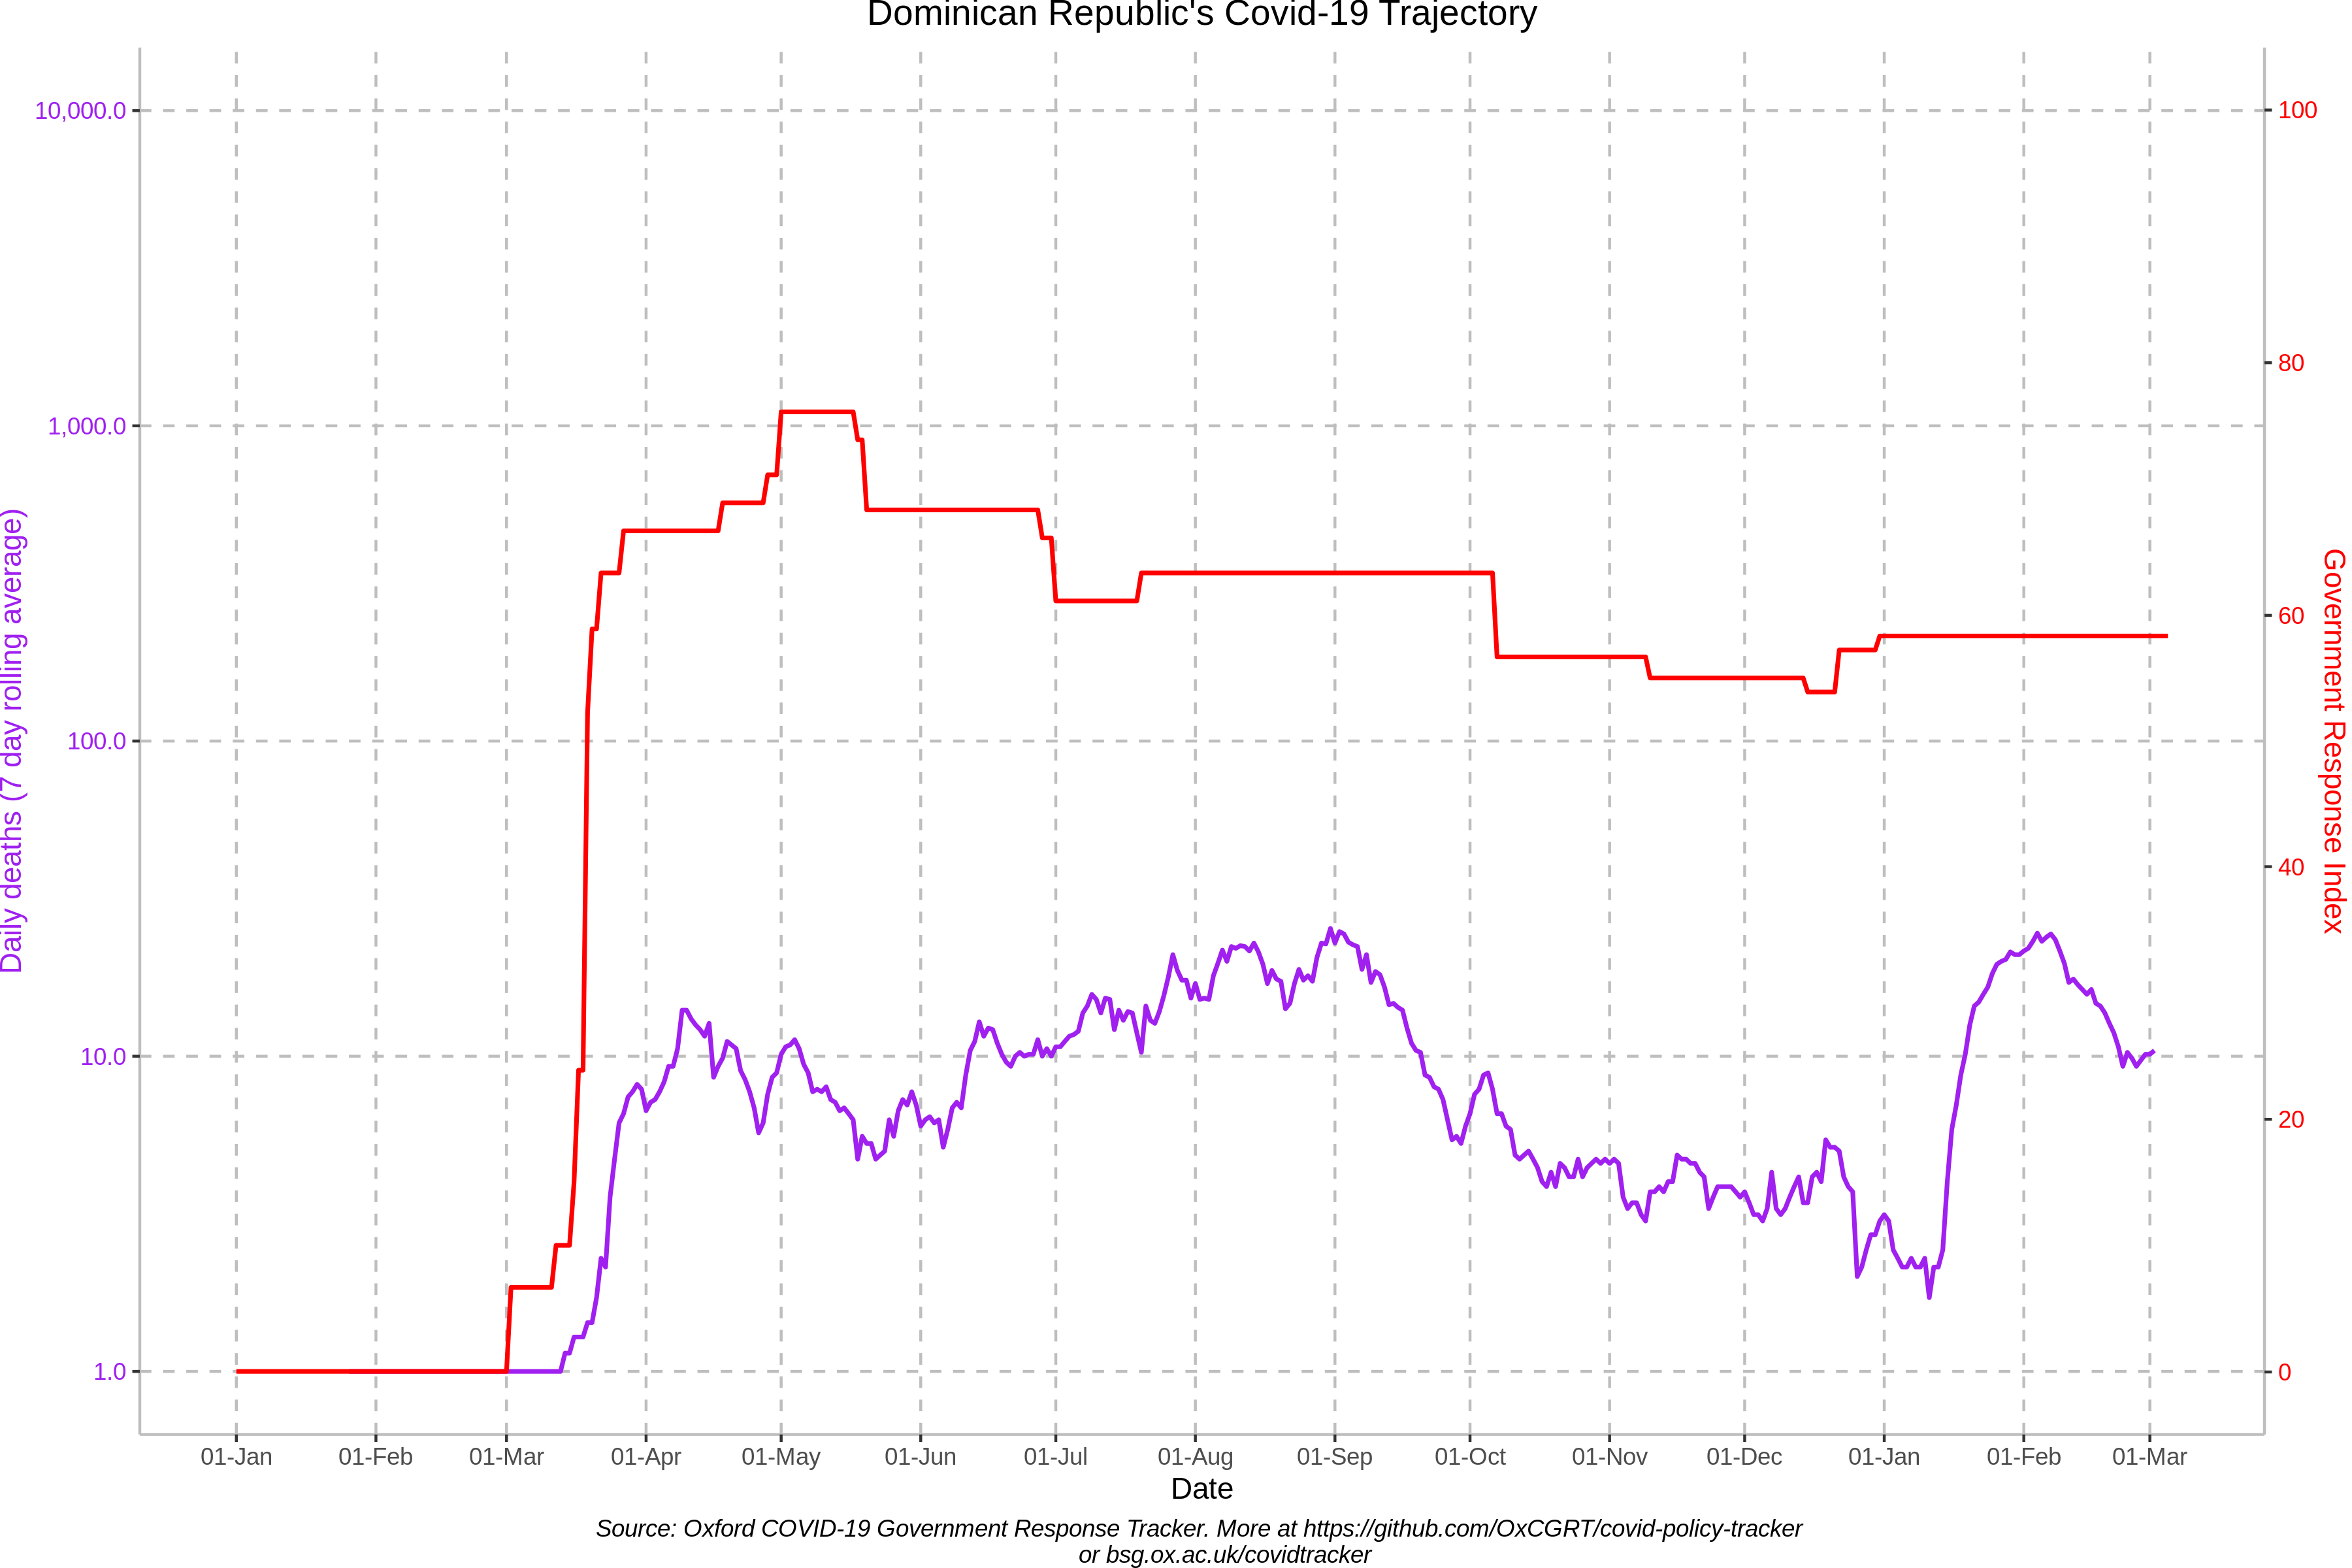 Dominican Republic's Covid-19 Trajectory
10,000.0
1,000.0
100.0
10.0
1.0
Daily deaths (7 day rolling average)
100
80
60
40
20
0
Government Response Index
01-Jan 01-Feb 01-Mar 01-Apr 01-May 01-Jun 01-Jul 01-Aug 01-Sep 01-Oct 01-Nov 01-Dec 01-Jan 01-Feb 01-Mar
Date
Source: Oxford COVID-19 Government Response Tracker. More at https://github.com/OxCGRT/covid-policy-tracker
or bsg.ox.ac.uk/covidtracker